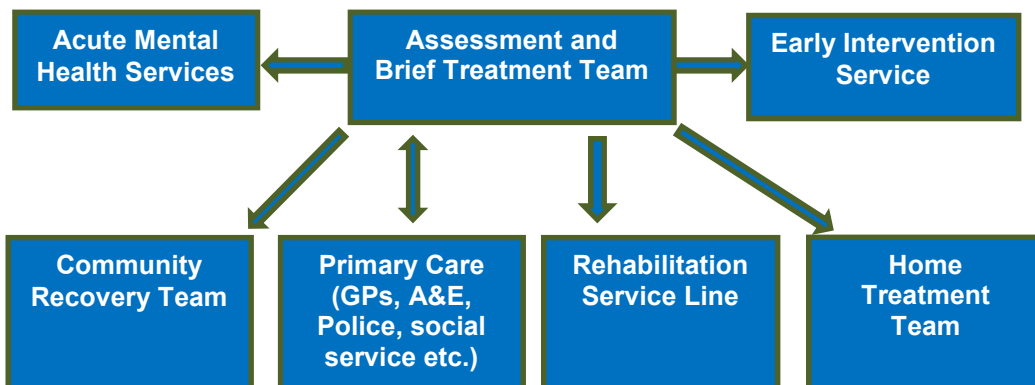 Acute Mental
Health Services
Assessment and
Brief Treatment Team
Early Intervention
Service
Community
Recovery Team
Primary Care
(GPs, A&E,
Police, social
service etc.)
Rehabilitation
Service Line
Home
Treatment
Team